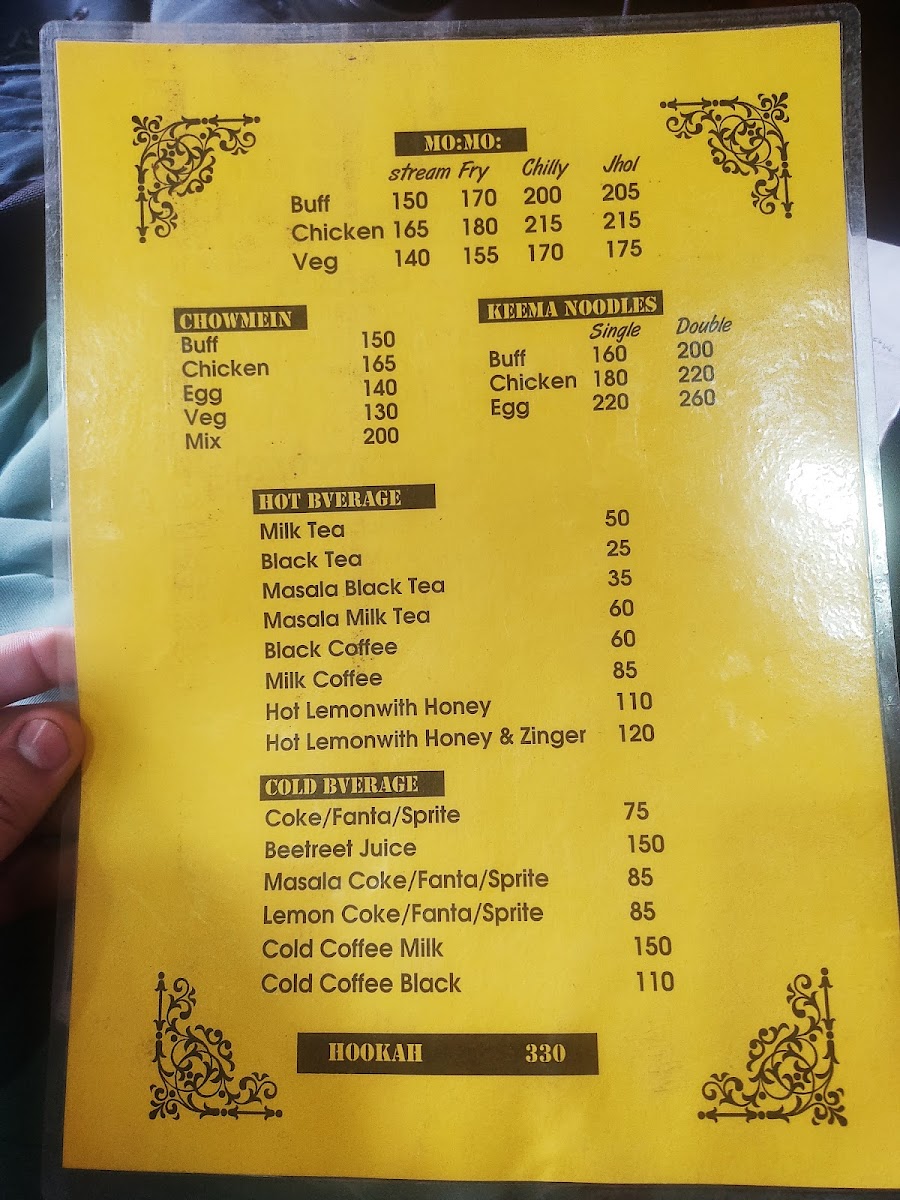 MO:MO:
stream Fry Chilly Jhol
Buff 150 170 200 205
Chicken 165 180 215 215
Veg 140 155 170 175
CHOWMEIN
Buff 150
Chicken 165
Egg 140
Veg 130
Mix 200
KEEMA NOODLES
Single Double
Buff 160 200
Chicken 180 220
Egg 220 260
HOT BVERAGE
Milk Tea 50
Black Tea 25
Masala Black Tea 35
Masala Milk Tea 60
Black Coffee 60
Milk Coffee 85
Hot Lemonwith Honey 110
Hot Lemonwith Honey & Zinger 120
COLD BVERAGE
Coke/Fanta/Sprite 75
Beetreet Juice 150
Masala Coke/Fanta/Sprite 85
Lemon Coke/Fanta/Sprite 85
Cold Coffee Milk 150
Cold Coffee Black 110
HOOKAH 330